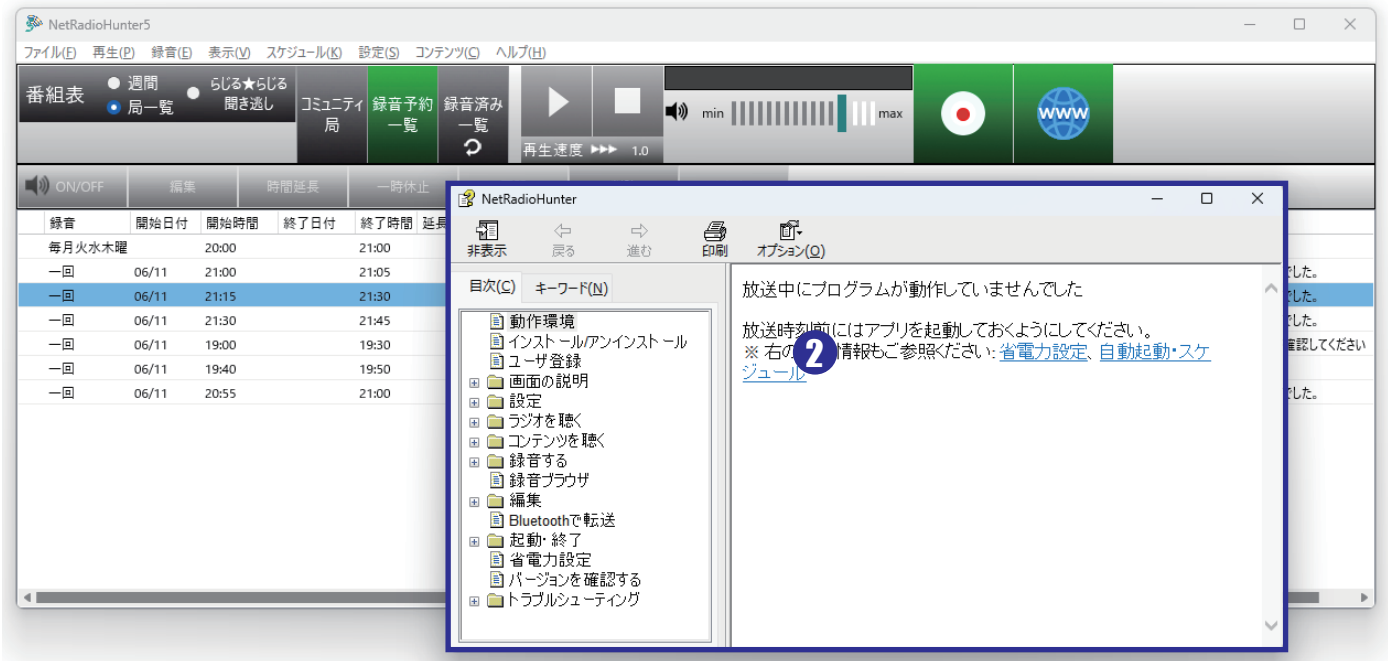 NetRadioHunter5
ファイル(F) 再生(P) 録音(E) 表示(V) スケジュール(K) 設定(S) コンテンツ(C) ヘルプ(H)
番組表
週間
局一覧
らじる★らじる
聞き逃し
コミュニティ
局
録音予約
一覧
録音済み
一覧
再生速度 ▶▶▶ 1.0
min
max
WWW
ON/OFF 編集 時間延長 一時休止
録音 開始日付 開始時間 終了日付 終了時間 延長
毎月火水木曜 20:00 21:00
一回 06/11 21:00 21:05 でした。
一回 06/11 21:15 21:30 でした。
一回 06/11 21:30 21:45 でした。
一回 06/11 19:00 19:30 確認してください
一回 06/11 19:40 19:50
一回 06/11 20:55 21:00 でした。
NetRadioHunter
非表示 戻る 進む 印刷 オプション(O)
目次(C) キーワード(N)
動作環境
インストール/アンインストール
ユーザ登録
画面の説明
設定
ラジオを聴く
コンテンツを聴く
録音する
録音ブラウザ
編集
Bluetoothで転送
起動・終了
省電力設定
バージョンを確認する
トラブルシューティング
放送中にプログラムが動作していませんでした
放送時刻前にはアプリを起動しておくようにしてください。
※ 右の 情報もご参照ください: 省電力設定、自動起動・スケ
ジュール
2